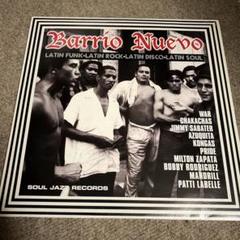 Barrio Nuevo
LATIN FUNK•LATIN ROCK•LATIN DISCO•LATIN SOUL
WAR
CHAKACHAS
JIMMY SABATER
AZUQUITA
KONGAS
PRIDE
MILTON ZAPATA
BOBBY RODRIGUEZ
MANDRILL
PATTI LABELLE
SOUL JAZZ RECORDS